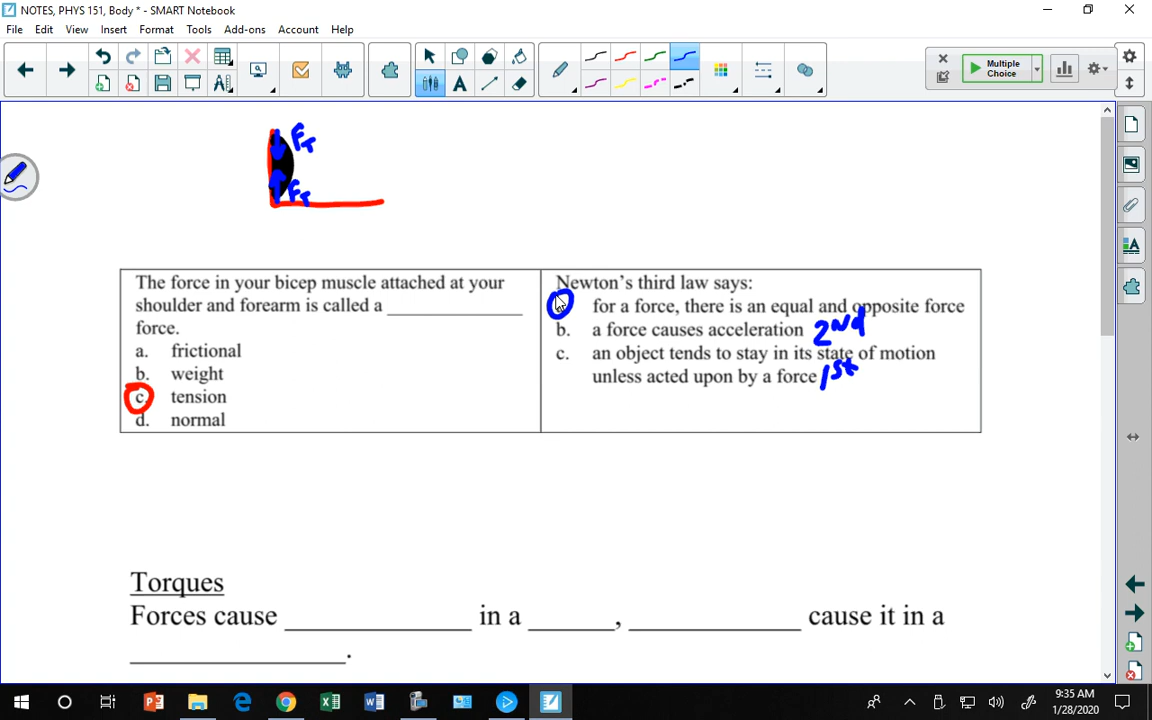 NOTES, PHYS 151, Body * - SMART Notebook
File Edit View Insert Format Tools Add-ons Account Help
Multiple
Choice
FT
FT
The force in your bicep muscle attached at your
shoulder and forearm is called a ______________
force.
a. frictional
b. weight
c. tension
d. normal
Newton's third law says:
for a force, there is an equal and opposite force
b. a force causes acceleration 2nd
c. an object tends to stay in its state of motion
unless acted upon by a force 1st
Torques
Forces cause _____________ in a ______, ____________ cause it in a
_______________.
9:35 AM
1/28/2020